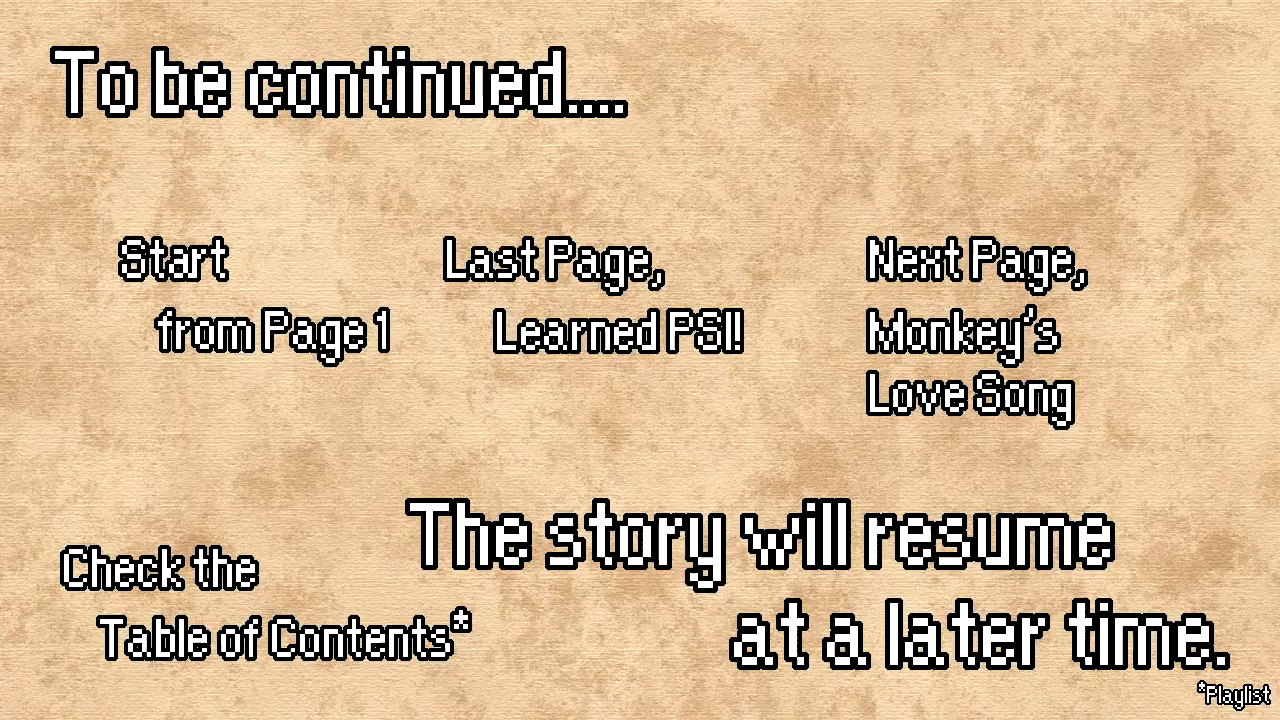 To be continued....
Start
from Page 1
Last Page,
Learned PSI!
Next Page,
Monkey's
Love Song
The story will resume
at a later time.
Check the
Table of Contents*
*Playlist